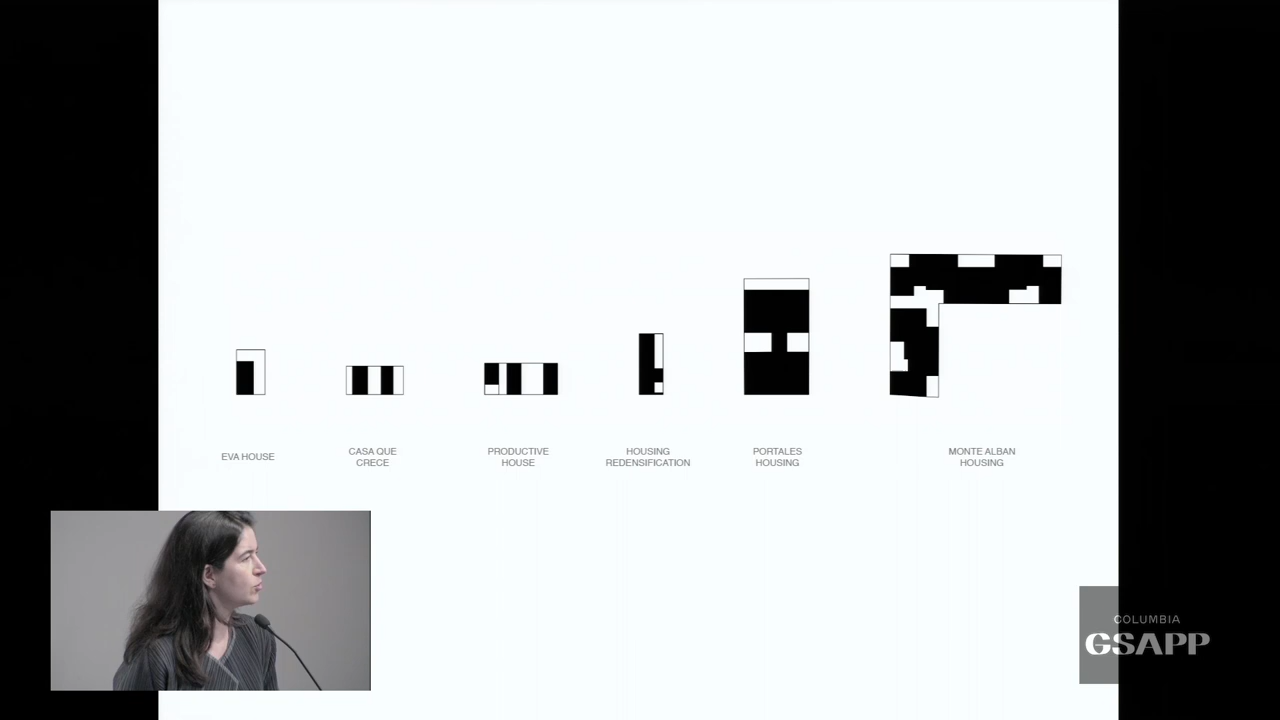 EVA HOUSE
CASA QUE
CRECE
PRODUCTIVE
HOUSE
HOUSING
REDENSIFICATION
PORTALES
HOUSING
MONTE ALBAN
HOUSING
COLUMBIA
GSAPP